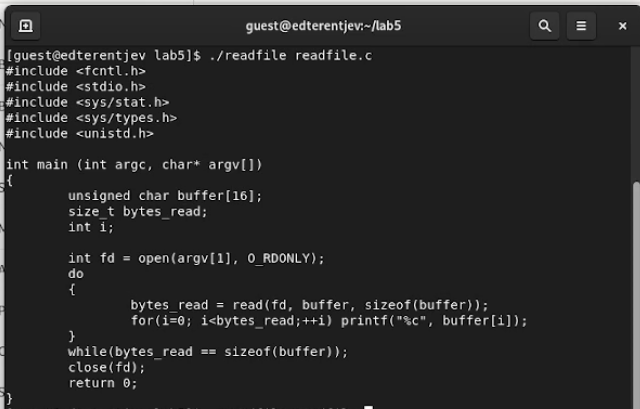 guest@edterentjev:~/lab5
[guest@edterentjev lab5]$ ./readfile readfile.c
#include <fcntl.h>
#include <stdio.h>
#include <sys/stat.h>
#include <sys/types.h>
#include <unistd.h>

int main (int argc, char* argv[])
{
        unsigned char buffer[16];
        size_t bytes_read;
        int i;

        int fd = open(argv[1], O_RDONLY);
        do
        {
                bytes_read = read(fd, buffer, sizeof(buffer));
                for(i=0; i<bytes_read;++i) printf("%c", buffer[i]);
        }
        while(bytes_read == sizeof(buffer));
        close(fd);
        return 0;
}